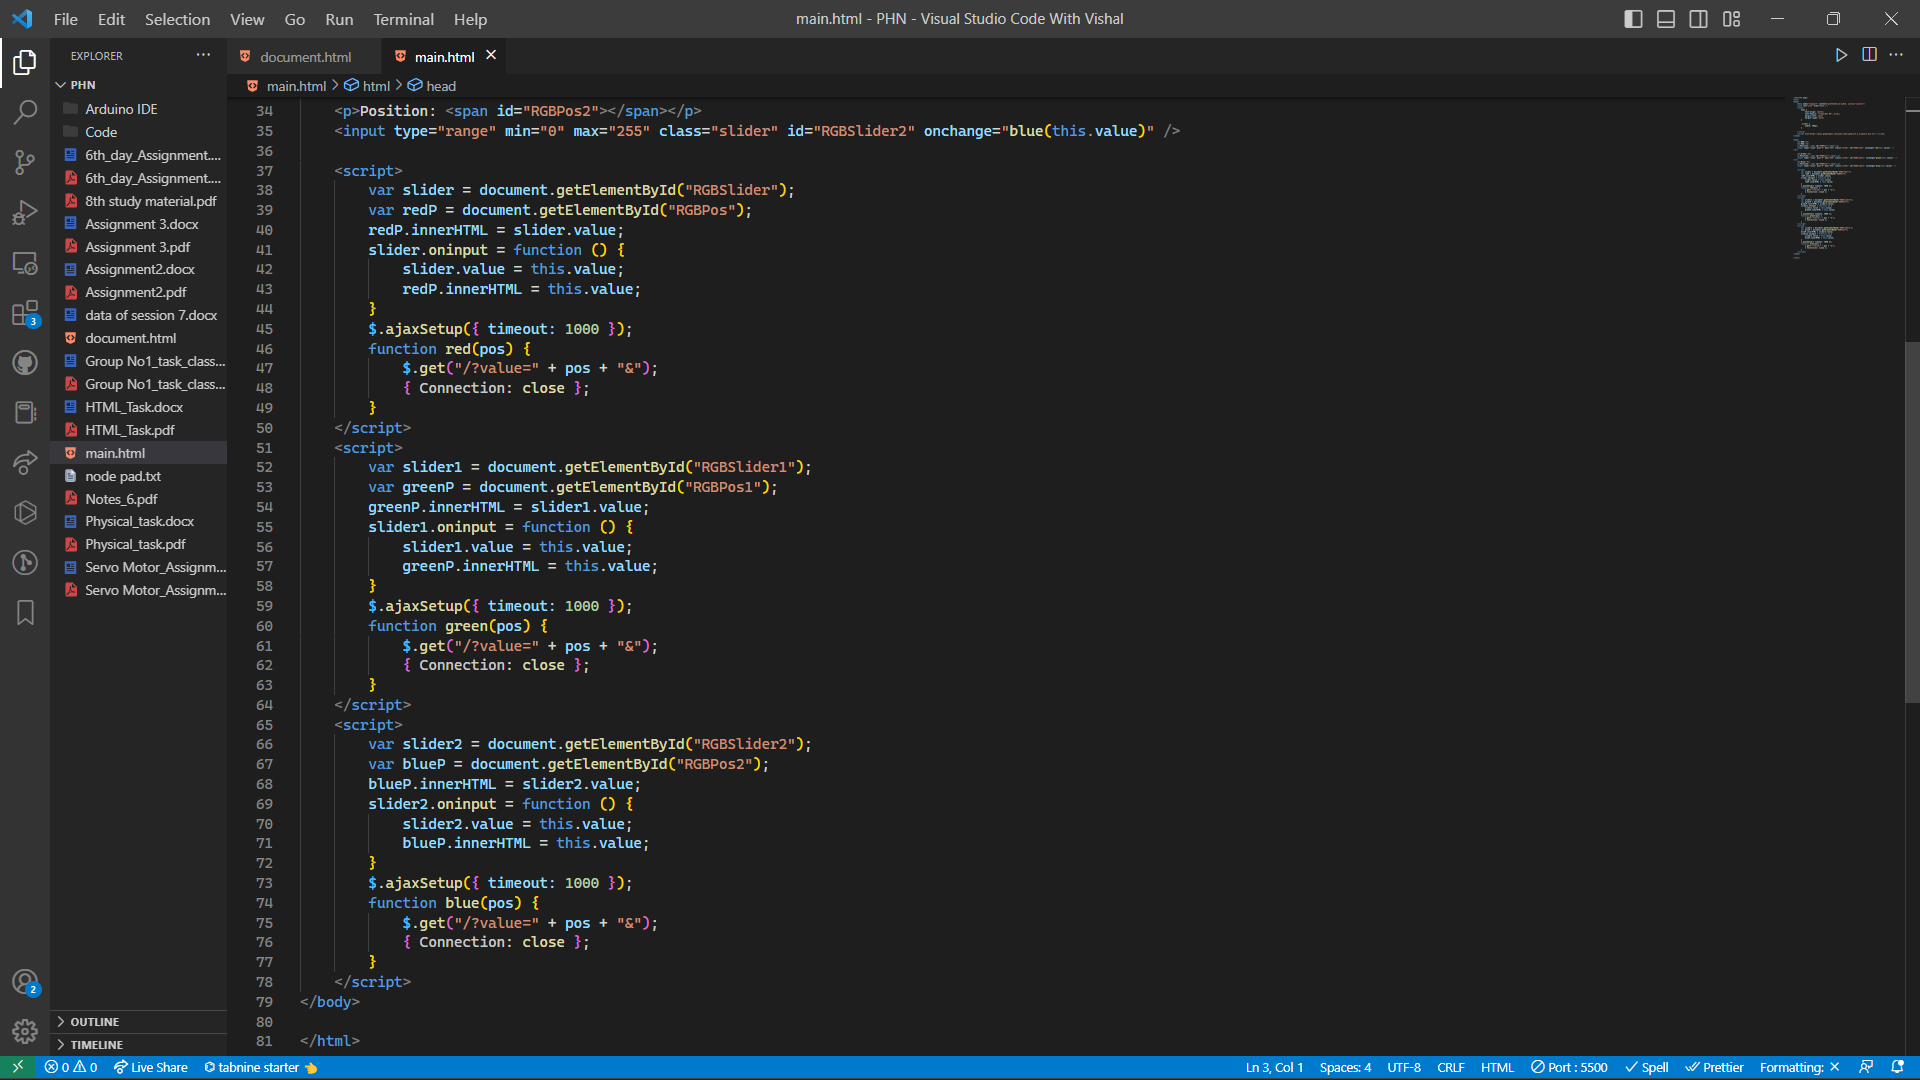 File Edit Selection View Go Run Terminal Help
main.html - PHN - Visual Studio Code With Vishal
EXPLORER
PHN
Arduino IDE
Code
6th_day_Assignment....
6th_day_Assignment....
8th study material.pdf
Assignment 3.docx
Assignment 3.pdf
Assignment2.docx
Assignment2.pdf
data of session 7.docx
document.html
Group No1_task_class...
Group No1_task_class...
HTML_Task.docx
HTML_Task.pdf
main.html
node pad.txt
Notes_6.pdf
Physical_task.docx
Physical_task.pdf
Servo Motor_Assignm...
Servo Motor_Assignm...
OUTLINE
TIMELINE
3
2
document.html
main.html
main.html > html > head
34 <p>Position: <span id="RGBPos2"></span></p>
35 <input type="range" min="0" max="255" class="slider" id="RGBSlider2" onchange="blue(this.value)" />
36
37 <script>
38 var slider = document.getElementById("RGBSlider");
39 var redP = document.getElementById("RGBPos");
40 redP.innerHTML = slider.value;
41 slider.oninput = function () {
42 slider.value = this.value;
43 redP.innerHTML = this.value;
44 }
45 $.ajaxSetup({ timeout: 1000 });
46 function red(pos) {
47 $.get("/?value=" + pos + "&");
48 { Connection: close };
49 }
50 </script>
51 <script>
52 var slider1 = document.getElementById("RGBSlider1");
53 var greenP = document.getElementById("RGBPos1");
54 greenP.innerHTML = slider1.value;
55 slider1.oninput = function () {
56 slider1.value = this.value;
57 greenP.innerHTML = this.value;
58 }
59 $.ajaxSetup({ timeout: 1000 });
60 function green(pos) {
61 $.get("/?value=" + pos + "&");
62 { Connection: close };
63 }
64 </script>
65 <script>
66 var slider2 = document.getElementById("RGBSlider2");
67 var blueP = document.getElementById("RGBPos2");
68 blueP.innerHTML = slider2.value;
69 slider2.oninput = function () {
70 slider2.value = this.value;
71 blueP.innerHTML = this.value;
72 }
73 $.ajaxSetup({ timeout: 1000 });
74 function blue(pos) {
75 $.get("/?value=" + pos + "&");
76 { Connection: close };
77 }
78 </script>
79 </body>
80
81 </html>
0 0 Live Share tabnine starter Ln 3, Col 1 Spaces: 4 UTF-8 CRLF HTML Port : 5500 Spell Prettier Formatting: ×